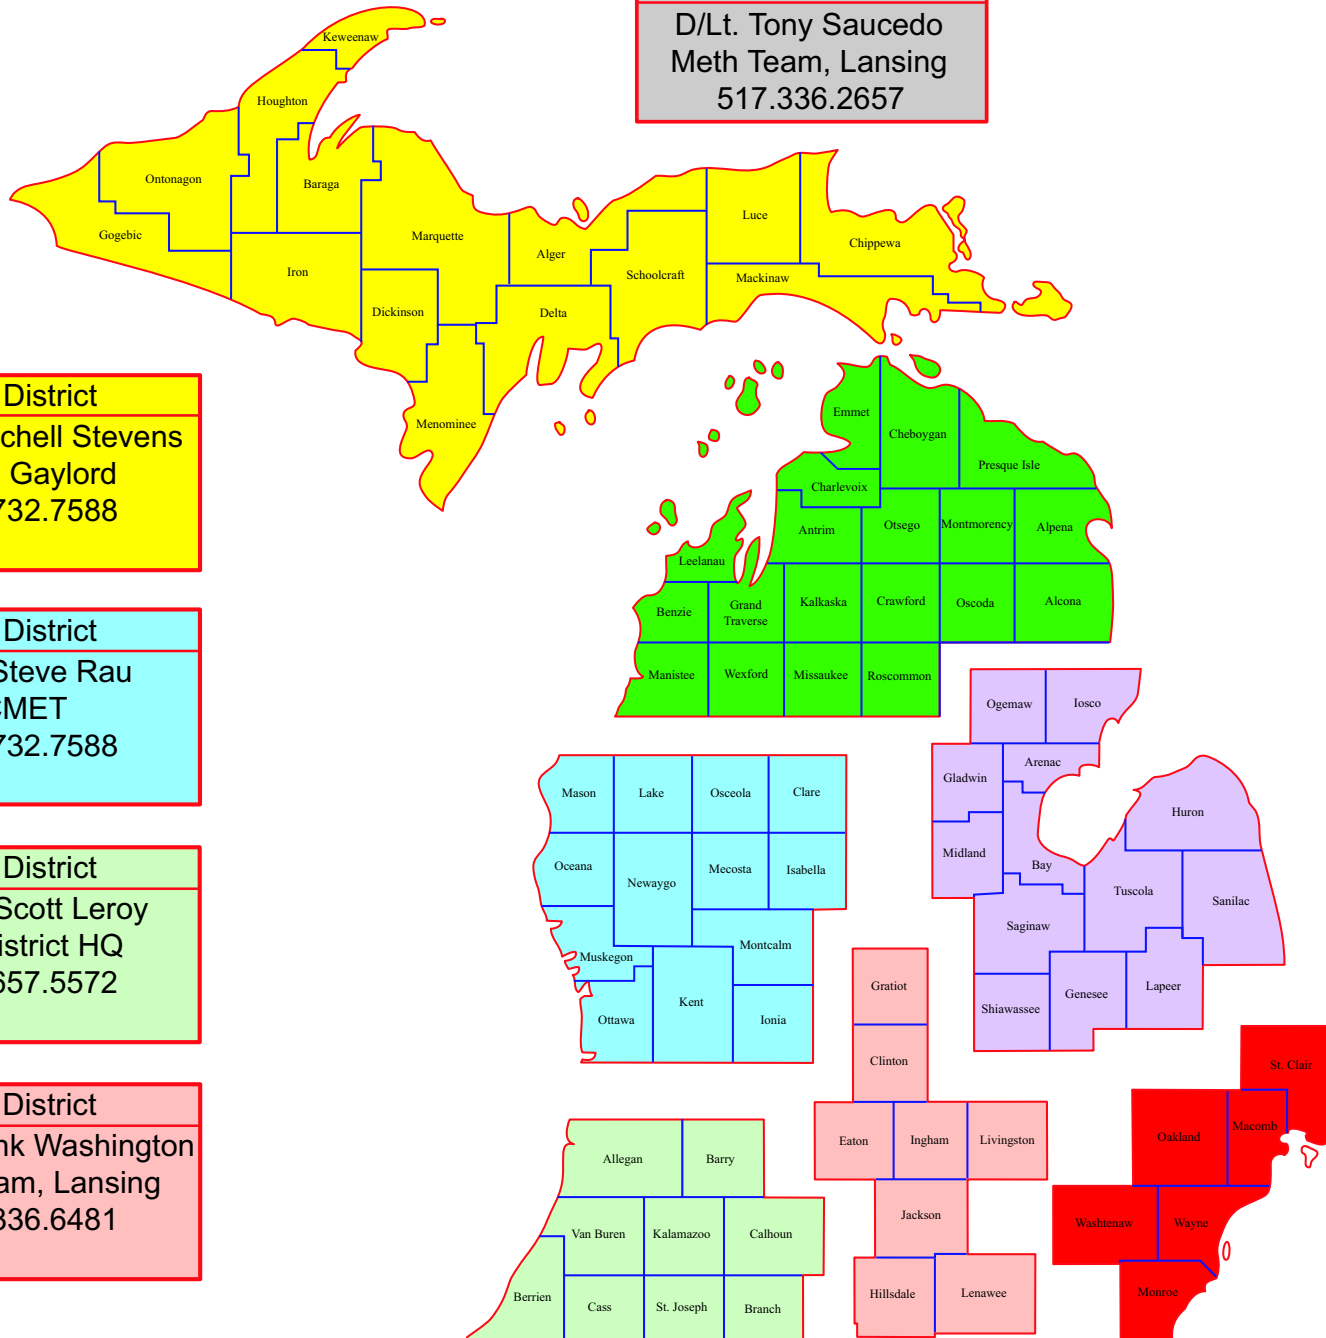 D/Lt. Tony Saucedo
Meth Team, Lansing
517.336.2657
Keweenaw
Houghton
Ontonagon
Baraga
Gogebic
Marquette
Iron
Alger
Luce
Chippewa
Schoolcraft
Mackinaw
Dickinson
Delta
Menominee
District
chell Stevens
Gaylord
732.7588
District
Steve Rau
CMET
732.7588
District
Scott Leroy
istrict HQ
657.5572
District
nk Washington
am, Lansing
336.6481
Emmet
Cheboygan
Presque Isle
Charlevoix
Antrim
Otsego
Montmorency
Alpena
Leelanau
Benzie
Grand
Traverse
Kalkaska
Crawford
Oscoda
Alcona
Manistee
Wexford
Missaukee
Roscommon
Ogemaw
Iosco
Gladwin
Arenac
Huron
Midland
Bay
Tuscola
Sanilac
Saginaw
Shiawassee
Genesee
Lapeer
Mason
Lake
Osceola
Clare
Oceana
Newaygo
Mecosta
Isabella
Muskegon
Montcalm
Ottawa
Kent
Ionia
Gratiot
Clinton
Eaton
Ingham
Livingston
Jackson
Hillsdale
Lenawee
St. Clair
Oakland
Macomb
Washtenaw
Wayne
Monroe
Allegan
Barry
Van Buren
Kalamazoo
Calhoun
Berrien
Cass
St. Joseph
Branch